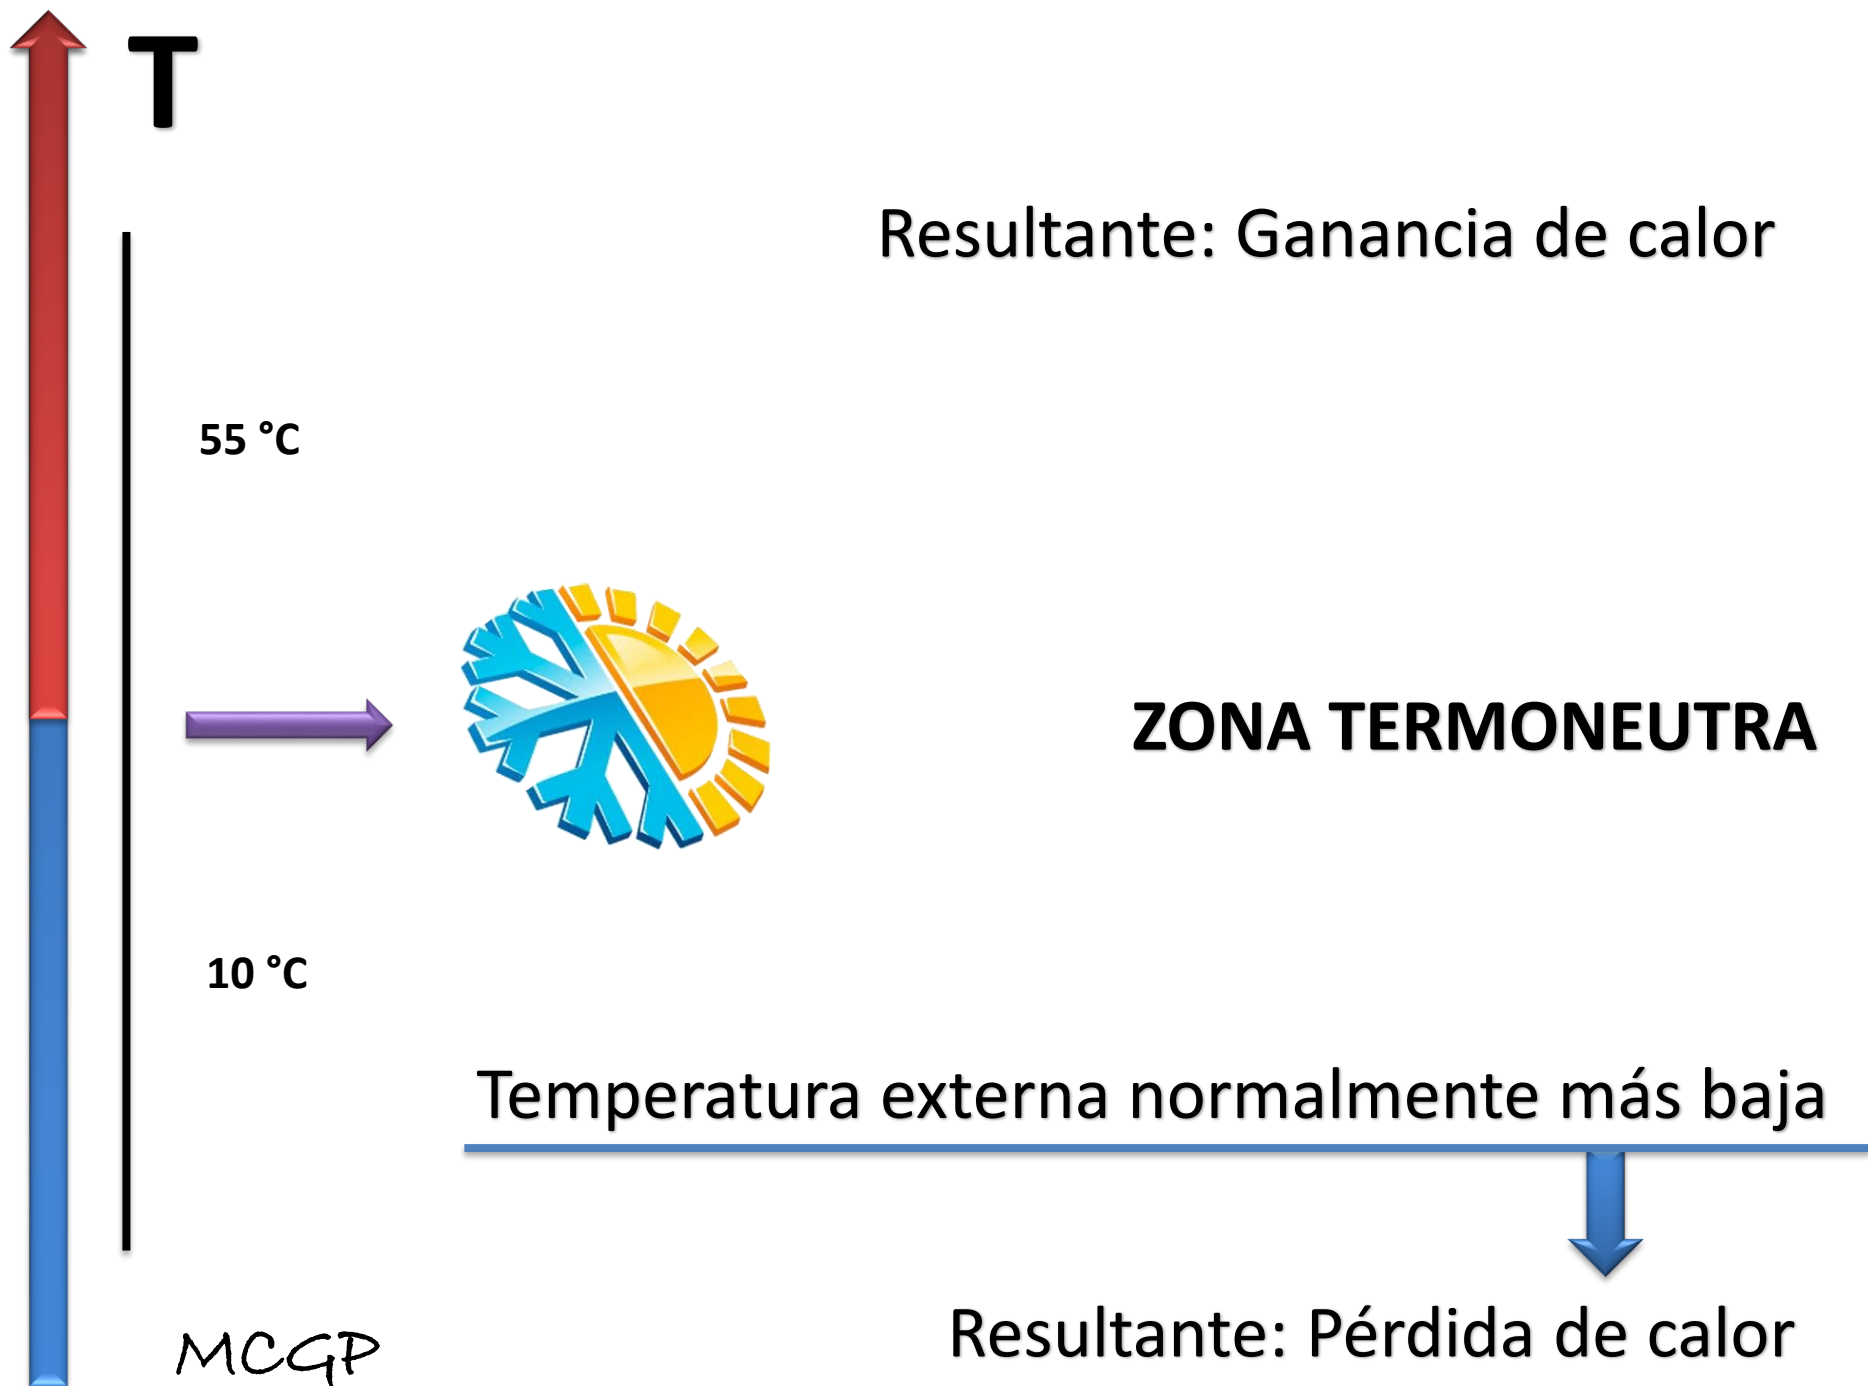 T
Resultante: Ganancia de calor
55 °C
ZONA TERMONEUTRA
10 °C
Temperatura externa normalmente más baja
Resultante: Pérdida de calor
MCGP